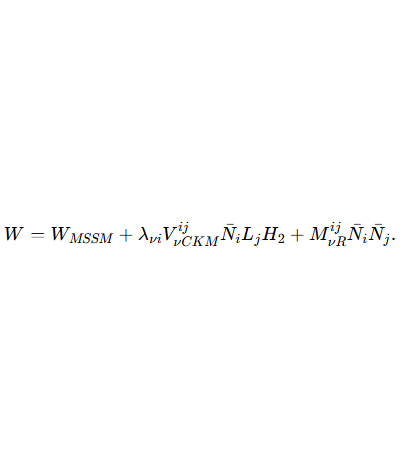 $W = W_{MSSM} + \lambda_{\nu i} V_{\nu CKM}^{ij} \bar{N}_i L_j H_2 + M_{\nu R}^{ij} \bar{N}_i \bar{N}_j.$